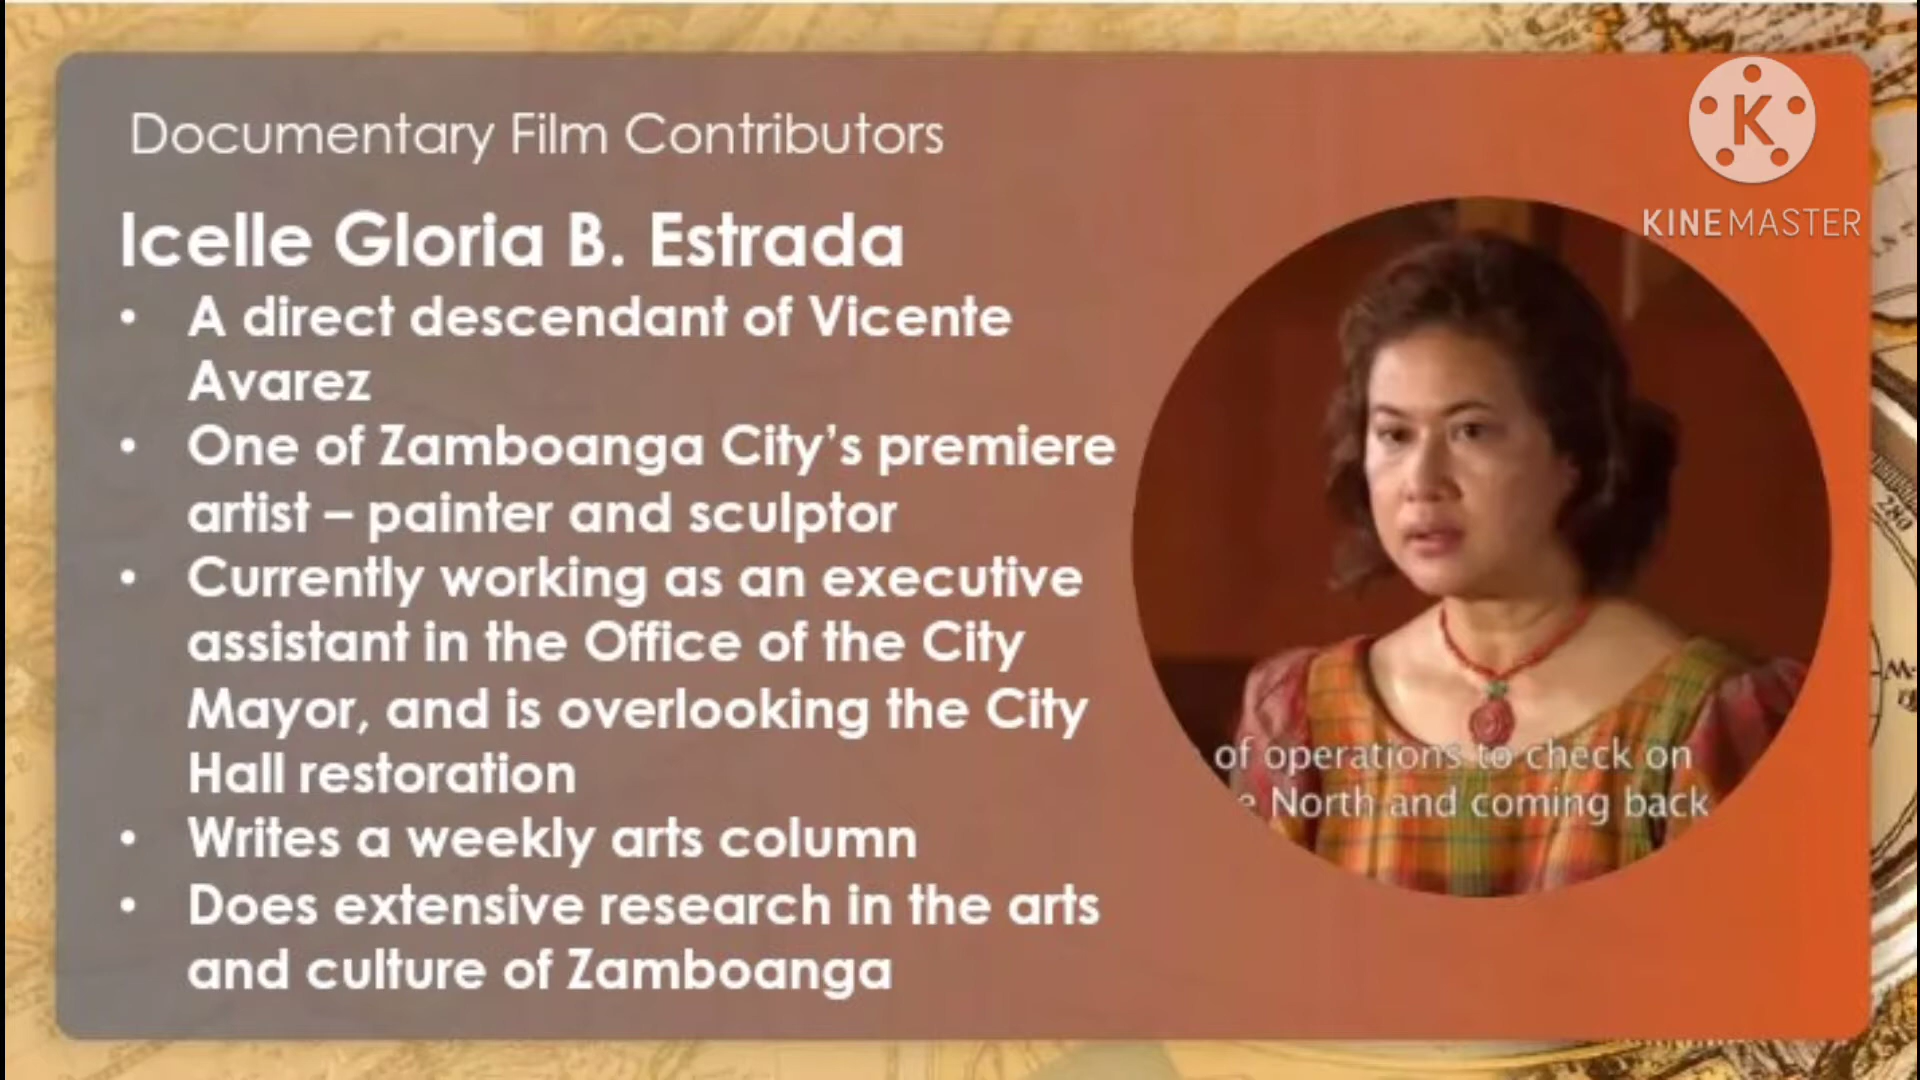 Documentary Film Contributors
K
KINEMASTER
Icelle Gloria B. Estrada
• A direct descendant of Vicente
Avarez
• One of Zamboanga City’s premiere
artist – painter and sculptor
• Currently working as an executive
assistant in the Office of the City
Mayor, and is overlooking the City
Hall restoration
• Writes a weekly arts column
• Does extensive research in the arts
and culture of Zamboanga
of operations to check on
North and coming back
280